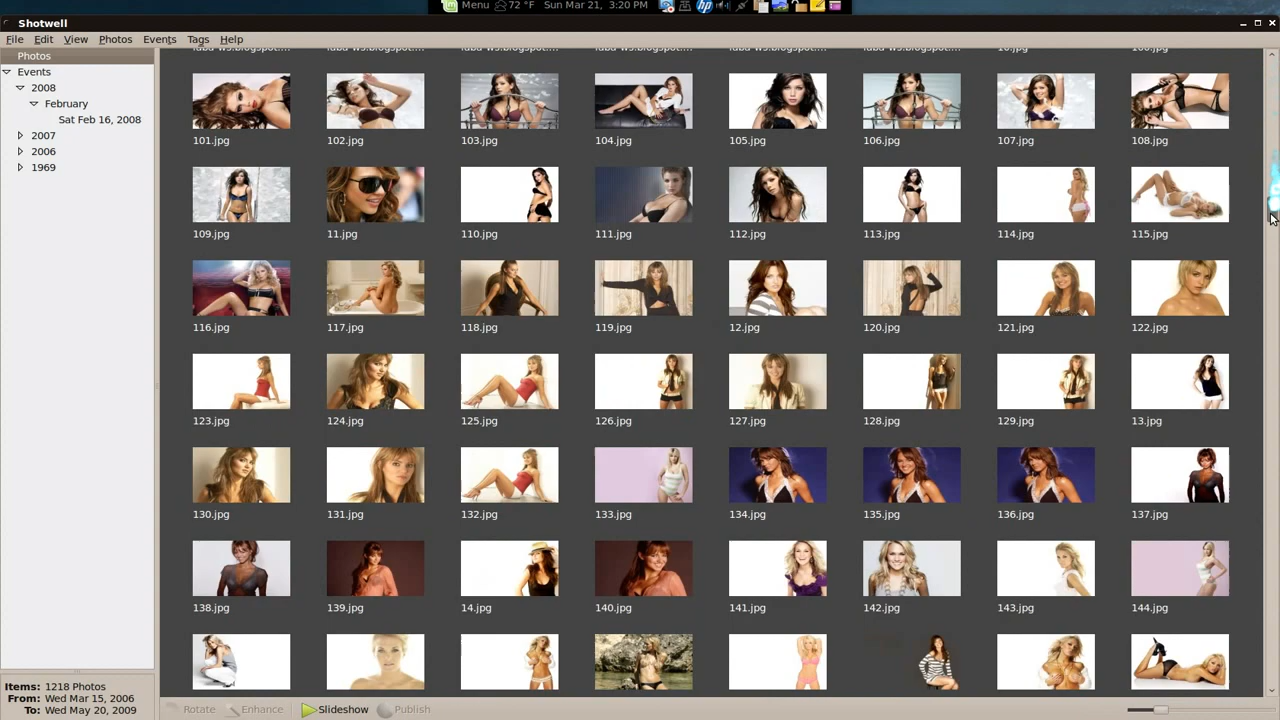 Menu 72 °F Sun Mar 21, 3:20 PM
Shotwell
File Edit View Photos Events Tags Help
Photos
Events
2008
February
Sat Feb 16, 2008
2007
2006
1969
101.jpg 102.jpg 103.jpg 104.jpg 105.jpg 106.jpg 107.jpg 108.jpg
109.jpg 11.jpg 110.jpg 111.jpg 112.jpg 113.jpg 114.jpg 115.jpg
116.jpg 117.jpg 118.jpg 119.jpg 12.jpg 120.jpg 121.jpg 122.jpg
123.jpg 124.jpg 125.jpg 126.jpg 127.jpg 128.jpg 129.jpg 13.jpg
130.jpg 131.jpg 132.jpg 133.jpg 134.jpg 135.jpg 136.jpg 137.jpg
138.jpg 139.jpg 14.jpg 140.jpg 141.jpg 142.jpg 143.jpg 144.jpg
Items: 1218 Photos
From: Wed Mar 15, 2006
To: Wed May 20, 2009
Rotate Enhance Slideshow Publish